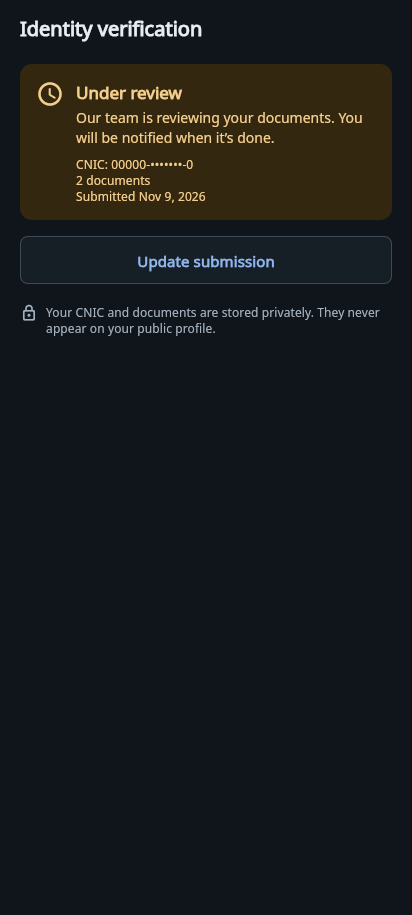 Identity verification
Under review
Our team is reviewing your documents. You
will be notified when it’s done.
CNIC: 00000-•••••••-0
2 documents
Submitted Nov 9, 2026
Update submission
Your CNIC and documents are stored privately. They never
appear on your public profile.